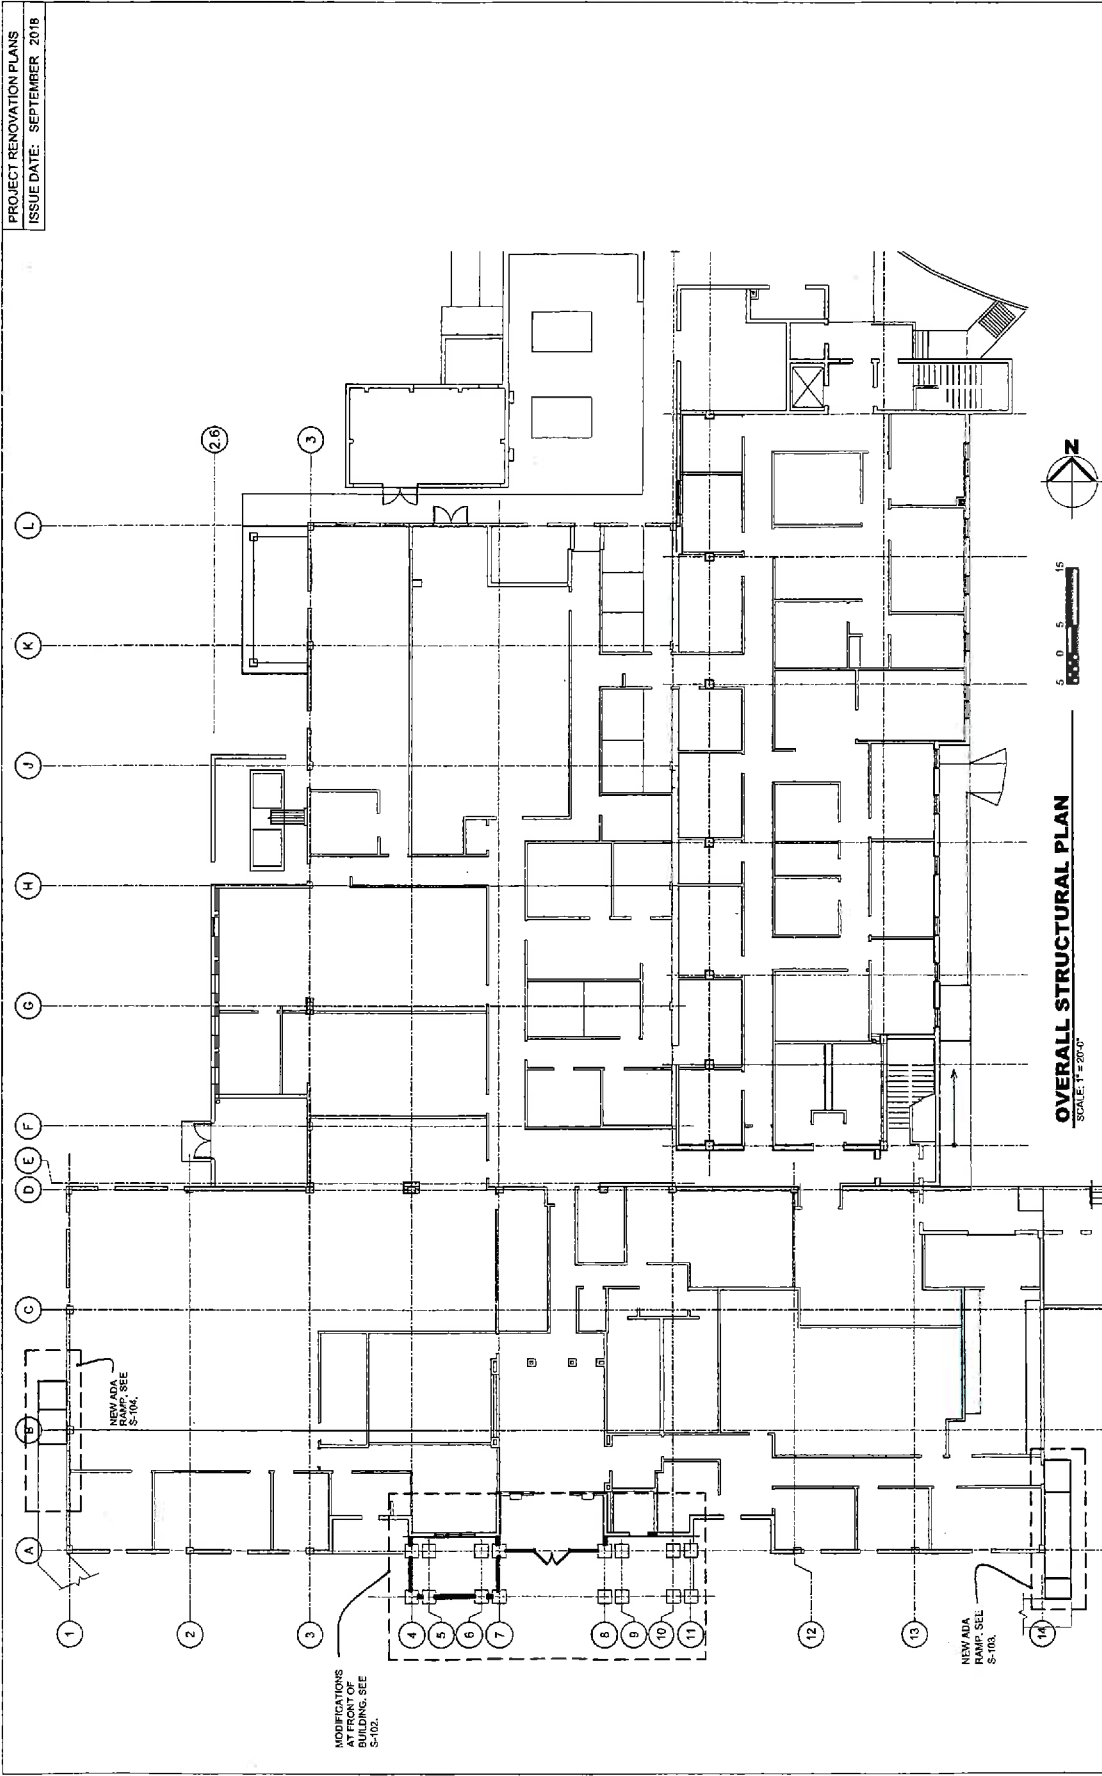 PROJECT RENOVATION PLANS
ISSUE DATE: SEPTEMBER 2018
2.6
3
L
K
J
H
G
F
E
D
C
B
A
NEW ADA
RAMP, SEE
S-104.
1
2
3
4
5
6
7
8
9
10
11
12
13
14
MODIFICATIONS
AT FRONT OF
BUILDING, SEE
S-102.
NEW ADA
RAMP, SEE
S-103.
N
5 0 5 15
OVERALL STRUCTURAL PLAN
SCALE: 1" = 20'-0"